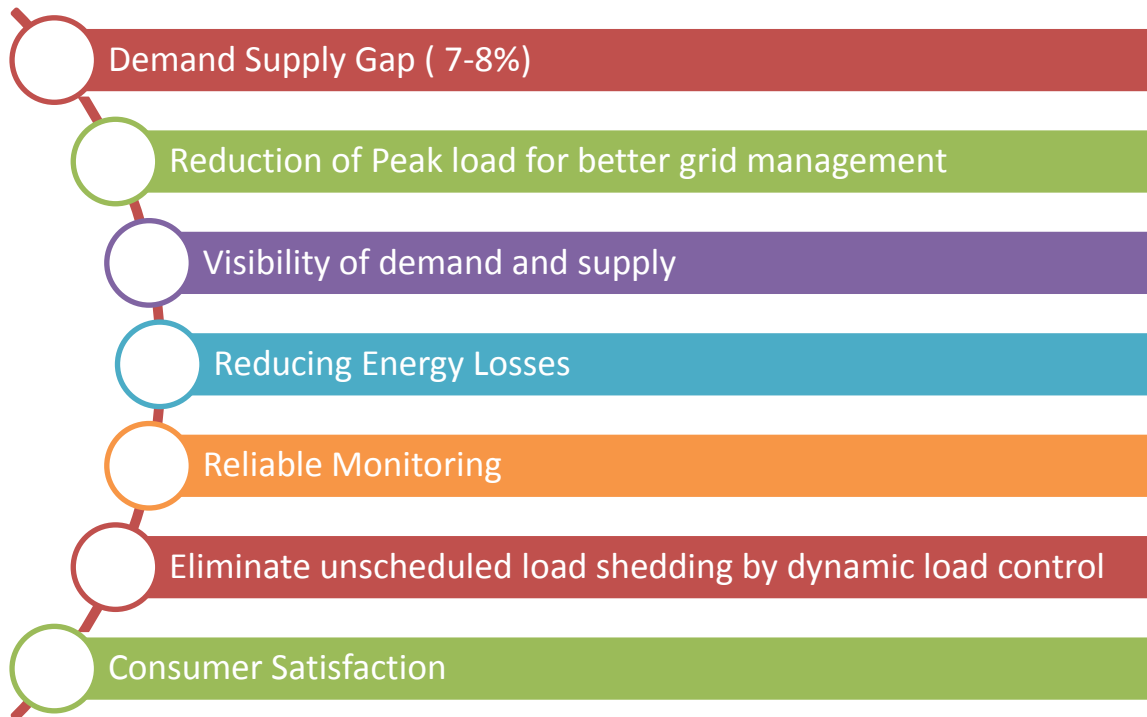 Demand Supply Gap ( 7-8%)
Reduction of Peak load for better grid management
Visibility of demand and supply
Reducing Energy Losses
Reliable Monitoring
Eliminate unscheduled load shedding by dynamic load control
Consumer Satisfaction